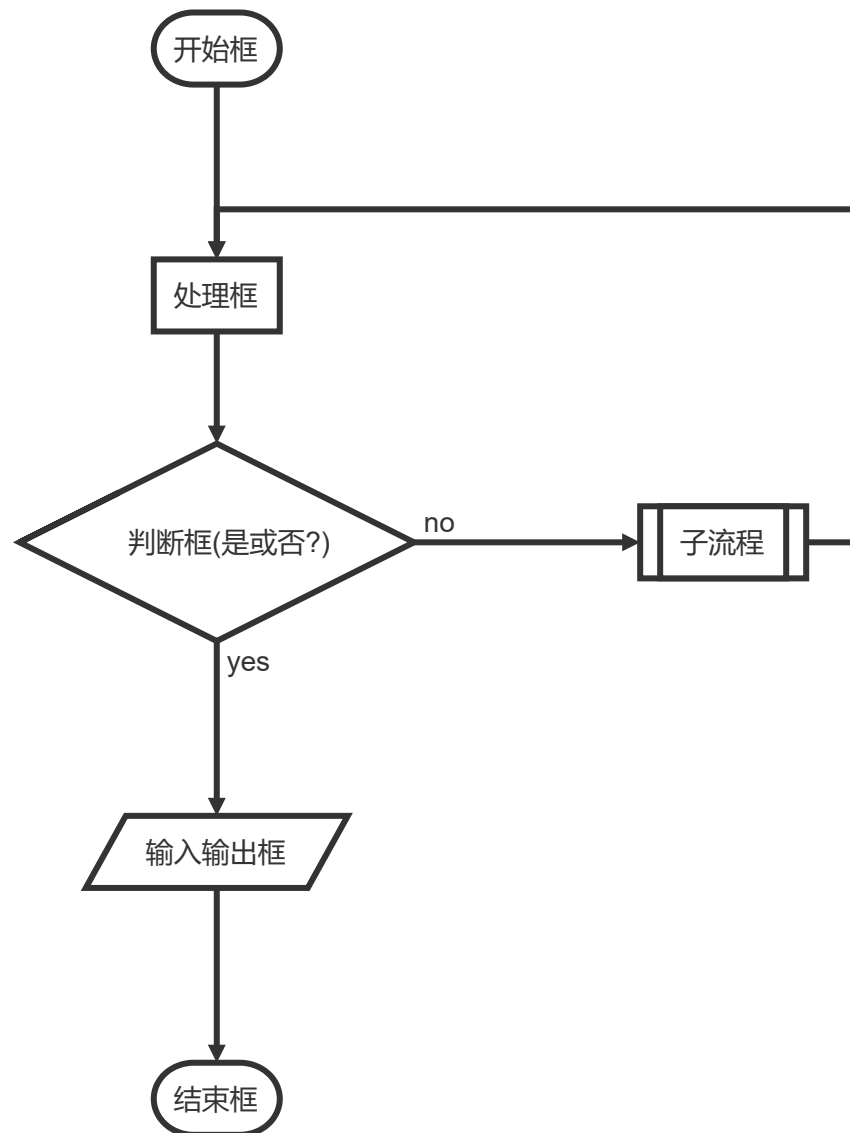 开始框
处理框
判断框(是或否?)
no
子流程
yes
输入输出框
结束框